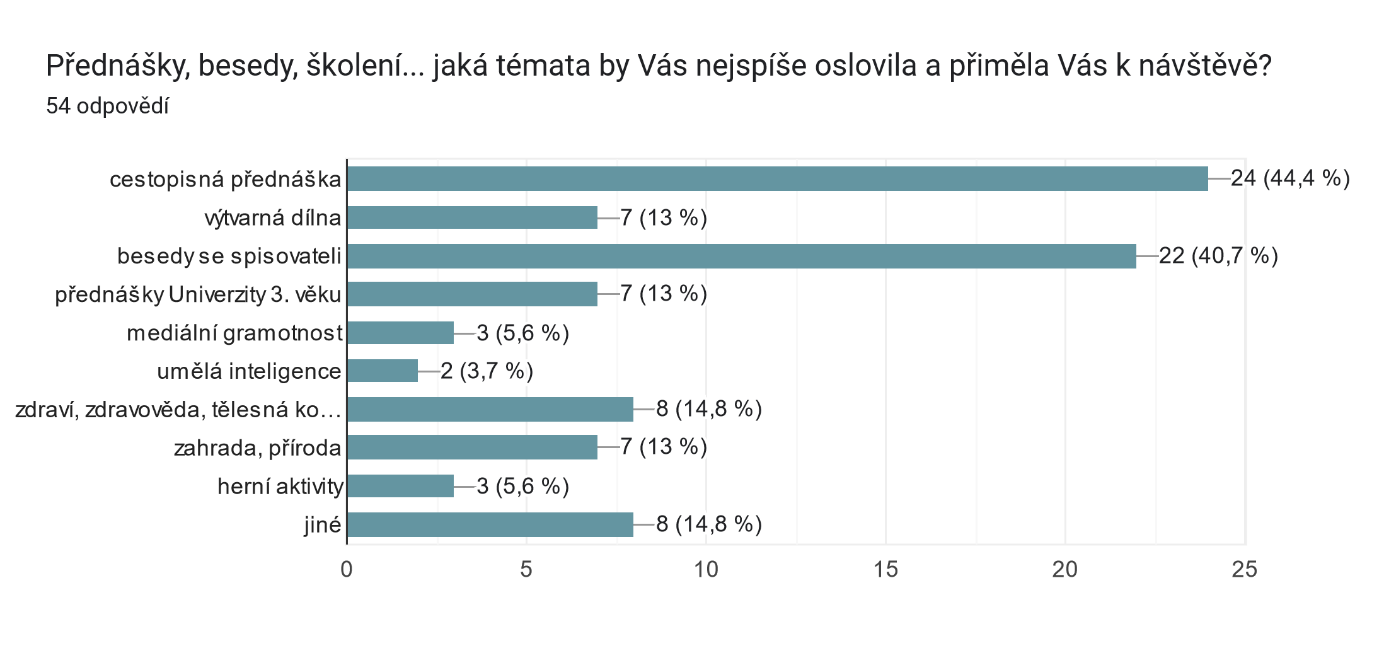 Přednášky, besedy, školení... jaká témata by Vás nejspíše oslovila a přiměla Vás k návštěvě?
54 odpovědí
cestopisná přednáška 24 (44,4 %)
výtvarná dílna 7 (13 %)
besedy se spisovateli 22 (40,7 %)
přednášky Univerzity 3. věku 7 (13 %)
mediální gramotnost 3 (5,6 %)
umělá inteligence 2 (3,7 %)
zdraví, zdravověda, tělesná ko… 8 (14,8 %)
zahrada, příroda 7 (13 %)
herní aktivity 3 (5,6 %)
jiné 8 (14,8 %)
0 5 10 15 20 25